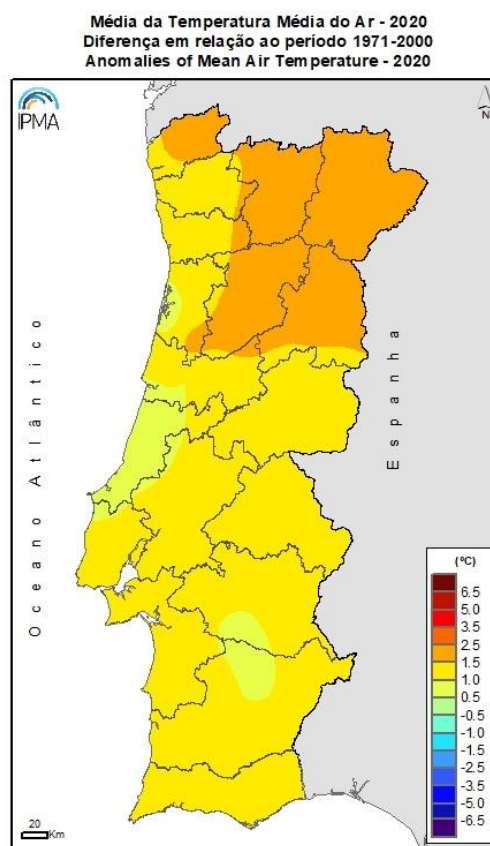 Média da Temperatura Média do Ar - 2020
Diferença em relação ao período 1971-2000
Anomalies of Mean Air Temperature - 2020
IPMA
N
Oceano Atlântico
Espanha
(ºC)
6.5
5.0
3.5
2.5
1.5
1.0
0.5
-0.5
-1.0
-1.5
-2.5
-3.5
-5.0
-6.5
20
Km